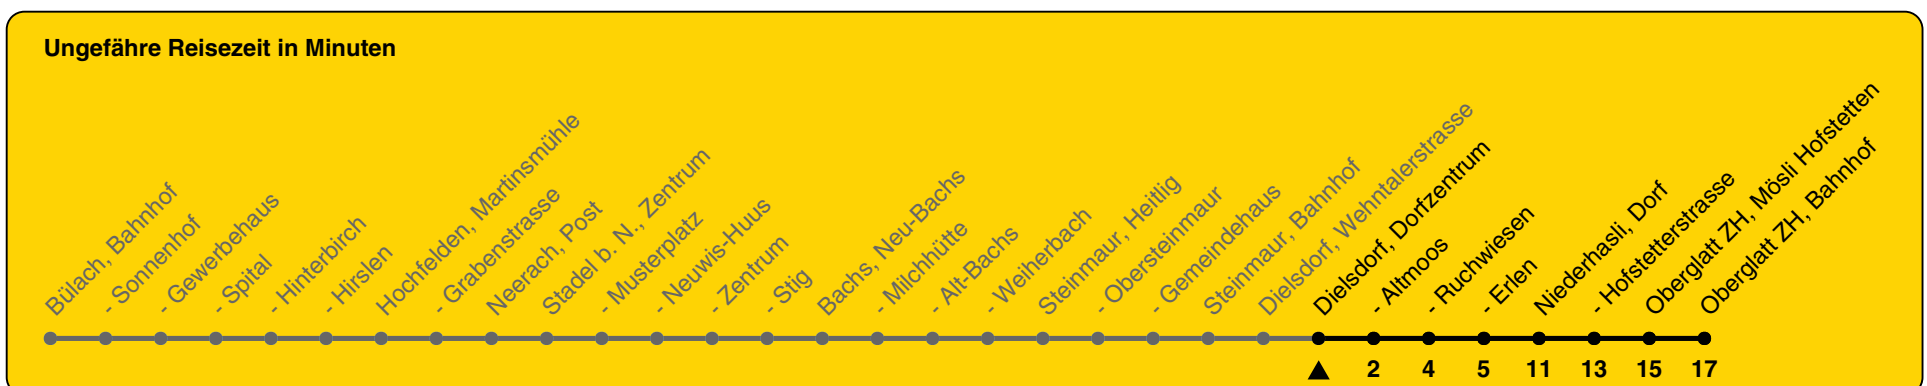 Ungefähre Reisezeit in Minuten
Bülach, Bahnhof
- Sonnenhof
- Gewerbehaus
- Spital
- Hinterbirch
- Hirslen
Hochfelden, Martinsmühle
- Grabenstrasse
Neerach, Post
Stadel b. N., Zentrum
- Musterplatz
- Neuwis-Huus
- Zentrum
- Stig
Bachs, Neu-Bachs
- Milchhütte
- Alt-Bachs
- Weiherbach
Steinmaur, Heitlig
- Obersteinmaur
- Gemeindehaus
Steinmaur, Bahnhof
Dielsdorf, Wehntalerstrasse
Dielsdorf, Dorfzentrum
- Altmoos
- Ruchwiesen
- Erlen
Niederhasli, Dorf
- Hofstetterstrasse
Oberglatt ZH, Mösli Hofstetten
Oberglatt ZH, Bahnhof
2 4 5 11 13 15 17